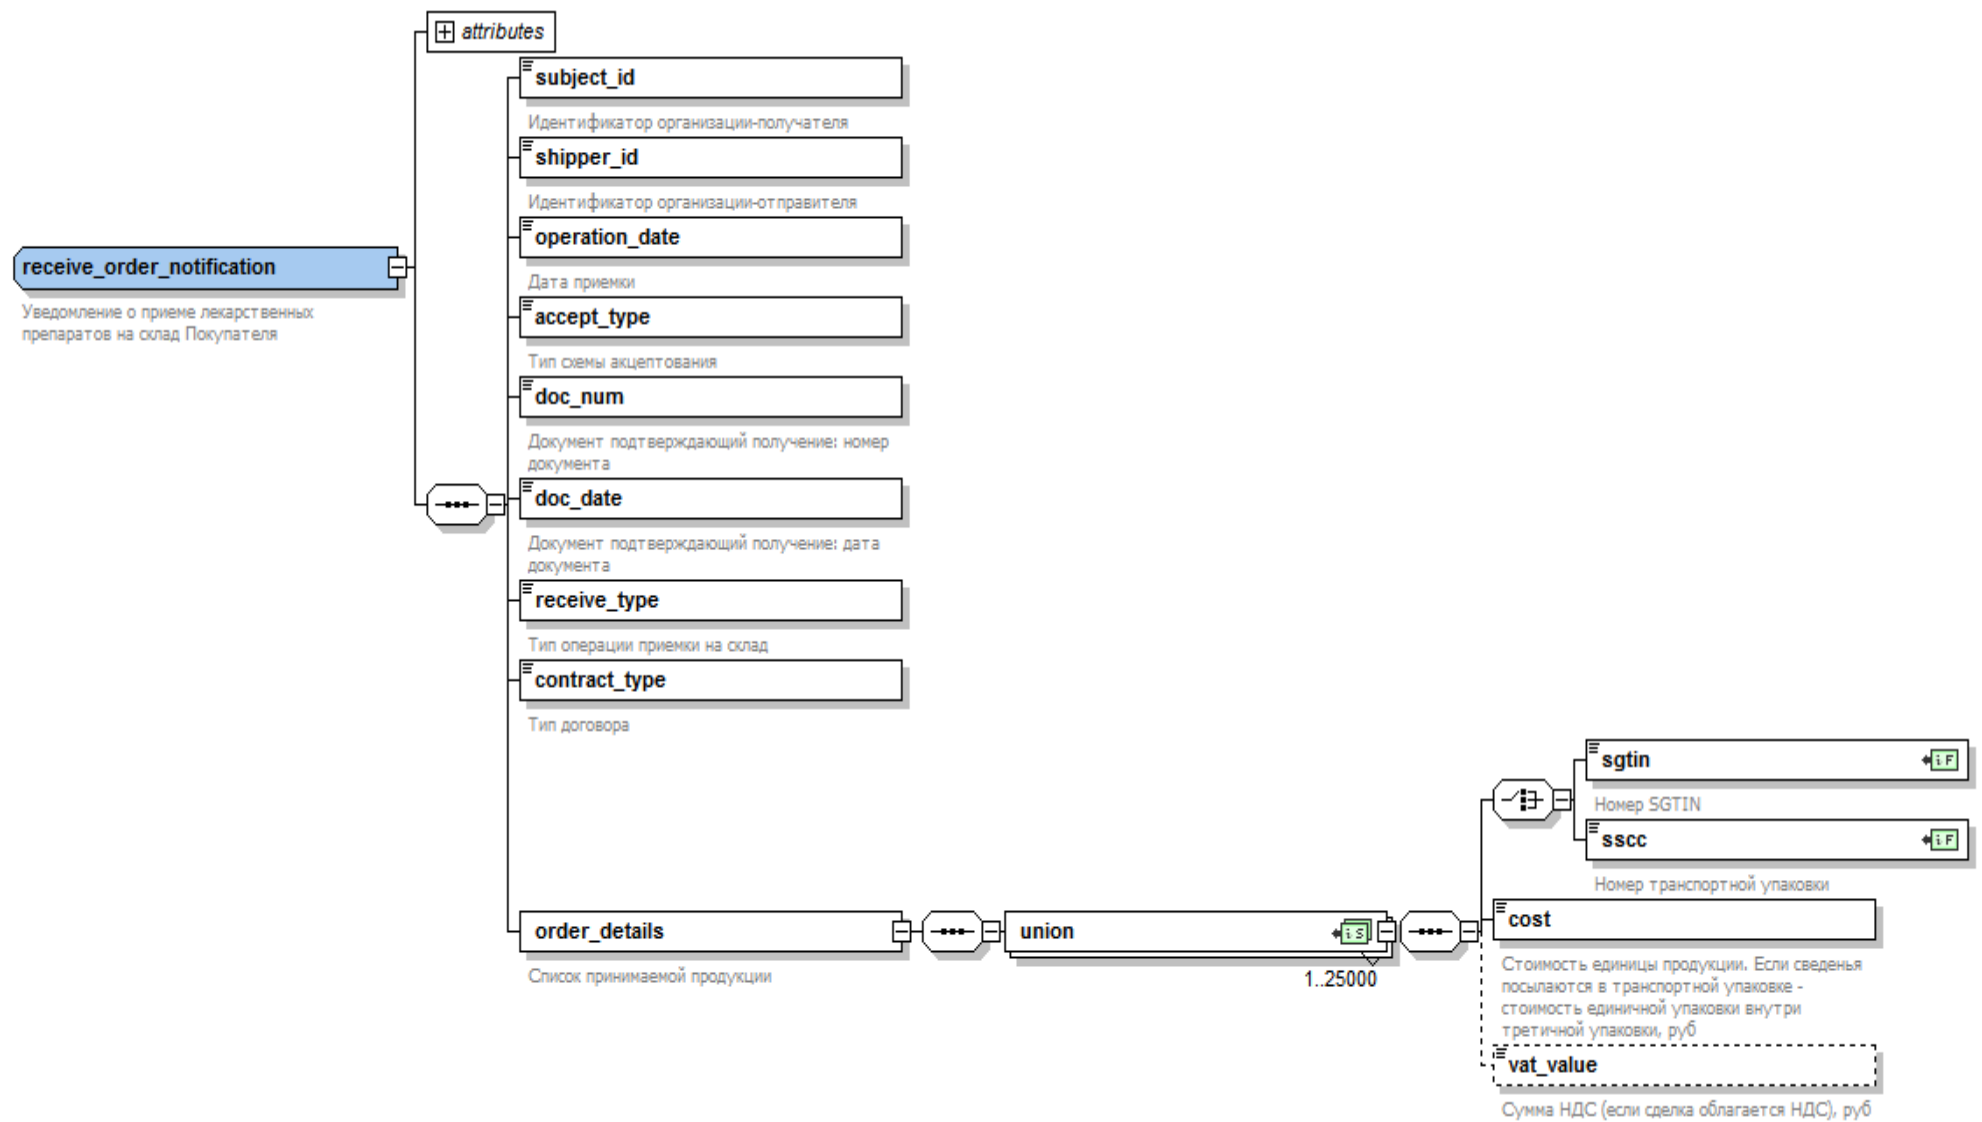 attributes
subject_id
Идентификатор организации-получателя
shipper_id
Идентификатор организации-отправителя
operation_date
Дата приемки
receive_order_notification
Уведомление о приеме лекарственных
препаратов на склад Покупателя
accept_type
Тип схемы акцептования
doc_num
Документ подтверждающий получение: номер
документа
doc_date
Документ подтверждающий получение: дата
документа
receive_type
Тип операции приемки на склад
contract_type
Тип договора
order_details
Список принимаемой продукции
union
1..25000
sgtin
Номер SGTIN
sscc
Номер транспортной упаковки
cost
Стоимость единицы продукции. Если сведенья
посылаются в транспортной упаковке -
стоимость единичной упаковки внутри
третичной упаковки, руб
vat_value
Сумма НДС (если сделка облагается НДС), руб
iF
iF
is